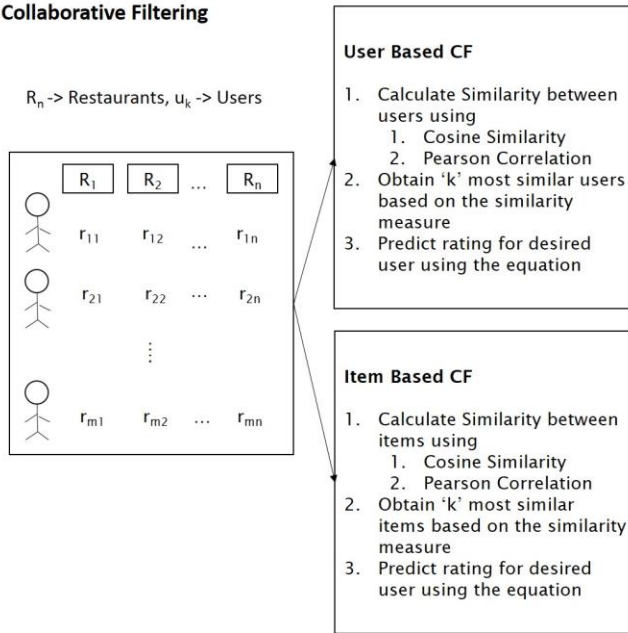 Collaborative Filtering
Rn -> Restaurants, uk -> Users
R1 R2 ... Rn
r11 r12 ... r1n
r21 r22 ... r2n
⋮
rm1 rm2 ... rmn
User Based CF
1. Calculate Similarity between
users using
1. Cosine Similarity
2. Pearson Correlation
2. Obtain ‘k’ most similar users
based on the similarity
measure
3. Predict rating for desired
user using the equation
Item Based CF
1. Calculate Similarity between
items using
1. Cosine Similarity
2. Pearson Correlation
2. Obtain ‘k’ most similar
items based on the similarity
measure
3. Predict rating for desired
user using the equation